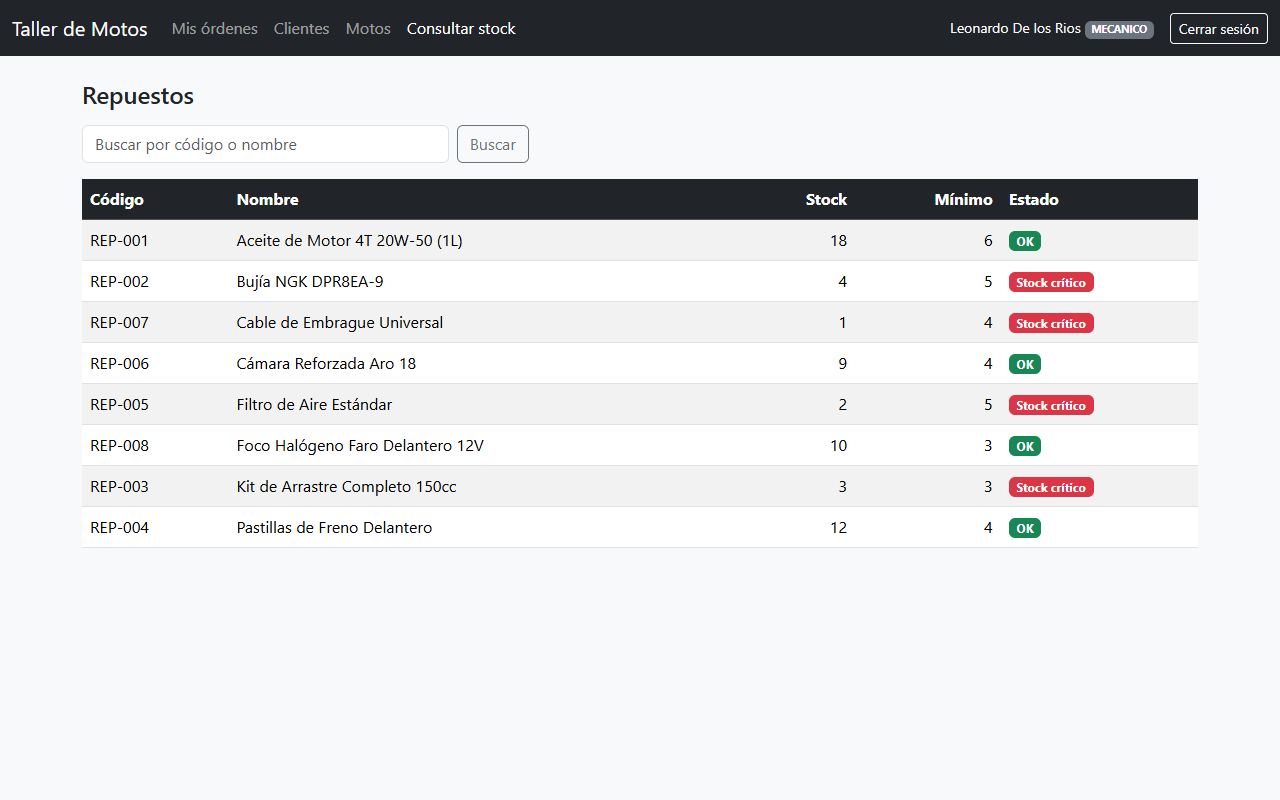 Taller de Motos Mis órdenes Clientes Motos Consultar stock Leonardo De los Rios MECANICO Cerrar sesión
Repuestos
Buscar por código o nombre Buscar
Código Nombre Stock Mínimo Estado
REP-001 Aceite de Motor 4T 20W-50 (1L) 18 6 OK
REP-002 Bujía NGK DPR8EA-9 4 5 Stock crítico
REP-007 Cable de Embrague Universal 1 4 Stock crítico
REP-006 Cámara Reforzada Aro 18 9 4 OK
REP-005 Filtro de Aire Estándar 2 5 Stock crítico
REP-008 Foco Halógeno Faro Delantero 12V 10 3 OK
REP-003 Kit de Arrastre Completo 150cc 3 3 Stock crítico
REP-004 Pastillas de Freno Delantero 12 4 OK